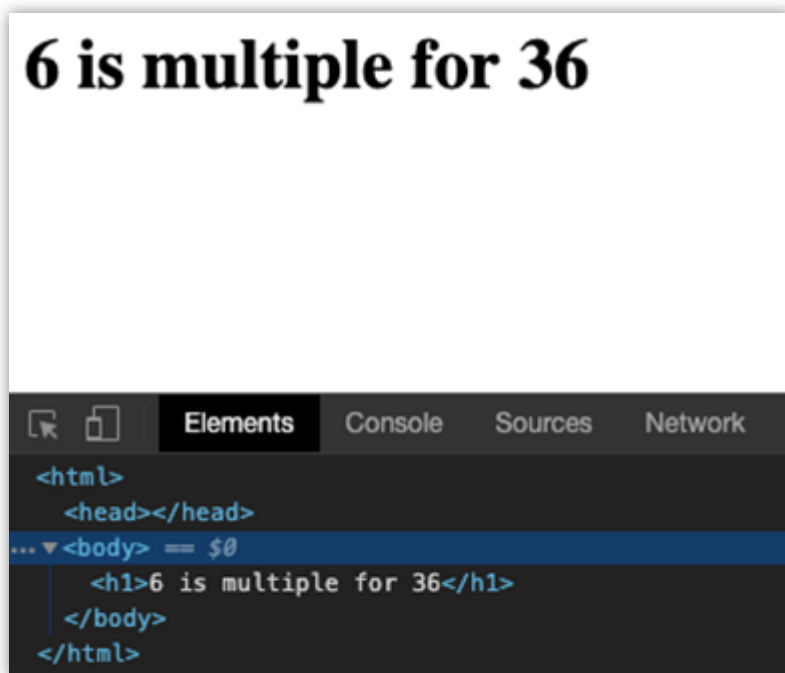 6 is multiple for 36
Elements Console Sources Network
<html>
<head></head>
... ▼<body> == $0
<h1>6 is multiple for 36</h1>
</body>
</html>